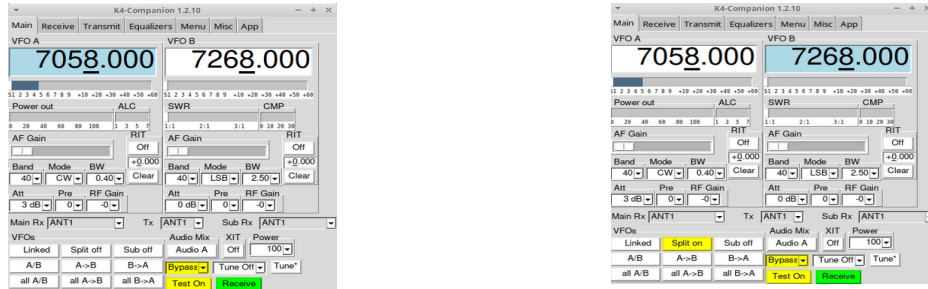 K4-Companion 1.2.10
Main Receive Transmit Equalizers Menu Misc App
VFO A VFO B
7058.000 7268.000
S1 2 3 4 5 6 7 8 9 +10 +20 +30 +40 +50 +60 S1 2 3 4 5 6 7 8 9 +10 +20 +30 +40 +50 +60
Power out ALC SWR CMP
0 20 40 60 80 100 1 3 5 7 1:1 2:1 3:1 0 10 20 30
AF Gain RIT AF Gain RIT
Off Off
+0.000 +0.000
Band Mode BW Clear Band Mode BW Clear
40 CW 0.40 40 LSB 2.50
Att Pre RF Gain Att Pre RF Gain
3 dB 0 -0 0 dB 0 -0
Main Rx ANT1 Tx ANT1 Sub Rx ANT1
VFOs Audio Mix XIT Power
Linked Split off Sub off Audio A Off 100
A/B A->B B->A Bypass Tune Off Tune*
all A/B all A->B all B->A Test On Receive
K4-Companion 1.2.10
Main Receive Transmit Equalizers Menu Misc App
VFO A VFO B
7058.000 7268.000
S1 2 3 4 5 6 7 8 9 +10 +20 +30 +40 +50 +60 S1 2 3 4 5 6 7 8 9 +10 +20 +30 +40 +50 +60
Power out ALC SWR CMP
0 20 40 60 80 100 1 3 5 7 1:1 2:1 3:1 0 10 20 30
AF Gain RIT AF Gain RIT
Off Off
+0.000 +0.000
Band Mode BW Clear Band Mode BW Clear
40 CW 0.40 40 LSB 2.50
Att Pre RF Gain Att Pre RF Gain
3 dB 0 -0 0 dB 0 -0
Main Rx ANT1 Tx ANT1 Sub Rx ANT1
VFOs Audio Mix XIT Power
Linked Split on Sub off Audio A Off 100
A/B A->B B->A Bypass Tune Off Tune*
all A/B all A->B all B->A Test On Receive